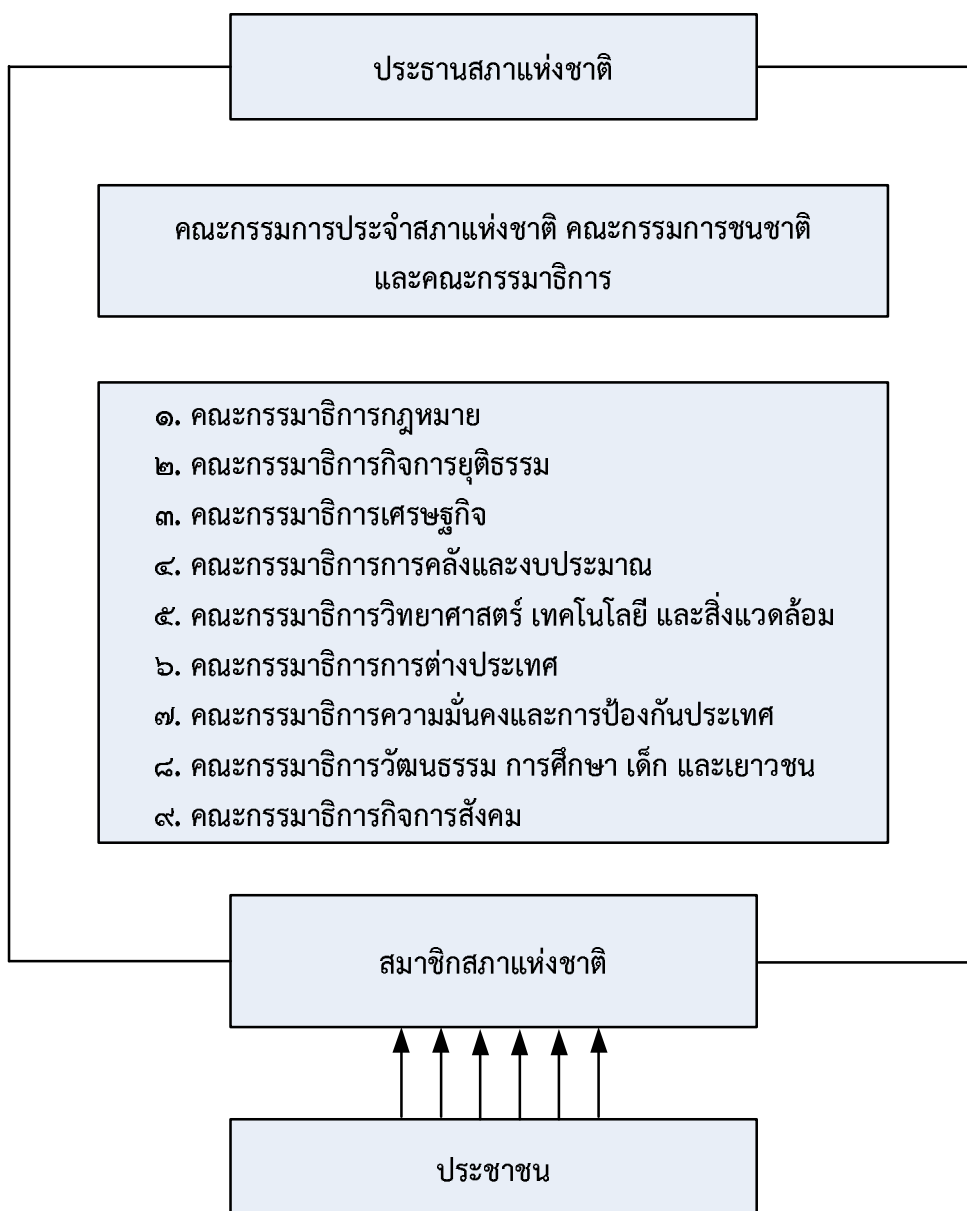 ประธานสภาแห่งชาติ
คณะกรรมการประจำสภาแห่งชาติ คณะกรรมการชนชาติ
และคณะกรรมาธิการ
๑. คณะกรรมาธิการกฎหมาย
๒. คณะกรรมาธิการกิจการยุติธรรม
๓. คณะกรรมาธิการเศรษฐกิจ
๔. คณะกรรมาธิการการคลังและงบประมาณ
๕. คณะกรรมาธิการวิทยาศาสตร์ เทคโนโลยี และสิ่งแวดล้อม
๖. คณะกรรมาธิการการต่างประเทศ
๗. คณะกรรมาธิการความมั่นคงและการป้องกันประเทศ
๘. คณะกรรมาธิการวัฒนธรรม การศึกษา เด็ก และเยาวชน
๙. คณะกรรมาธิการกิจการสังคม
สมาชิกสภาแห่งชาติ
ประชาชน